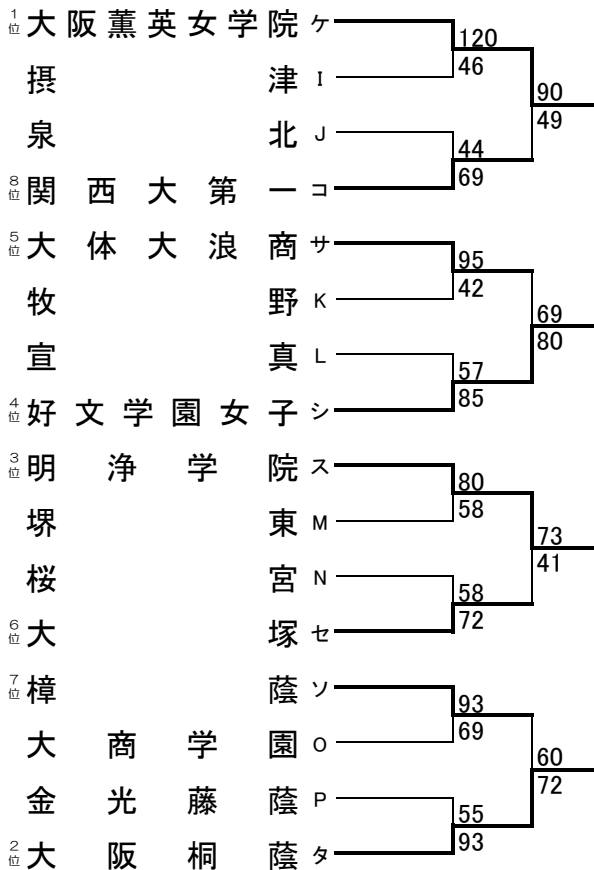 1位 大阪薫英女学院 ケ
120
46
摂津 I
90
49
泉北 J
44
69
8位 関西大第一 コ
5位 大体大浪商 サ
95
42
牧野 K
69
80
宣真 L
57
85
4位 好文学園女子 シ
3位 明浄学院 ス
80
58
堺東 M
73
41
桜宮 N
58
72
6位 大塚 セ
7位 樟蔭 ソ
93
69
大商学園 O
60
72
金光藤蔭 P
55
93
2位 大阪桐蔭 タ